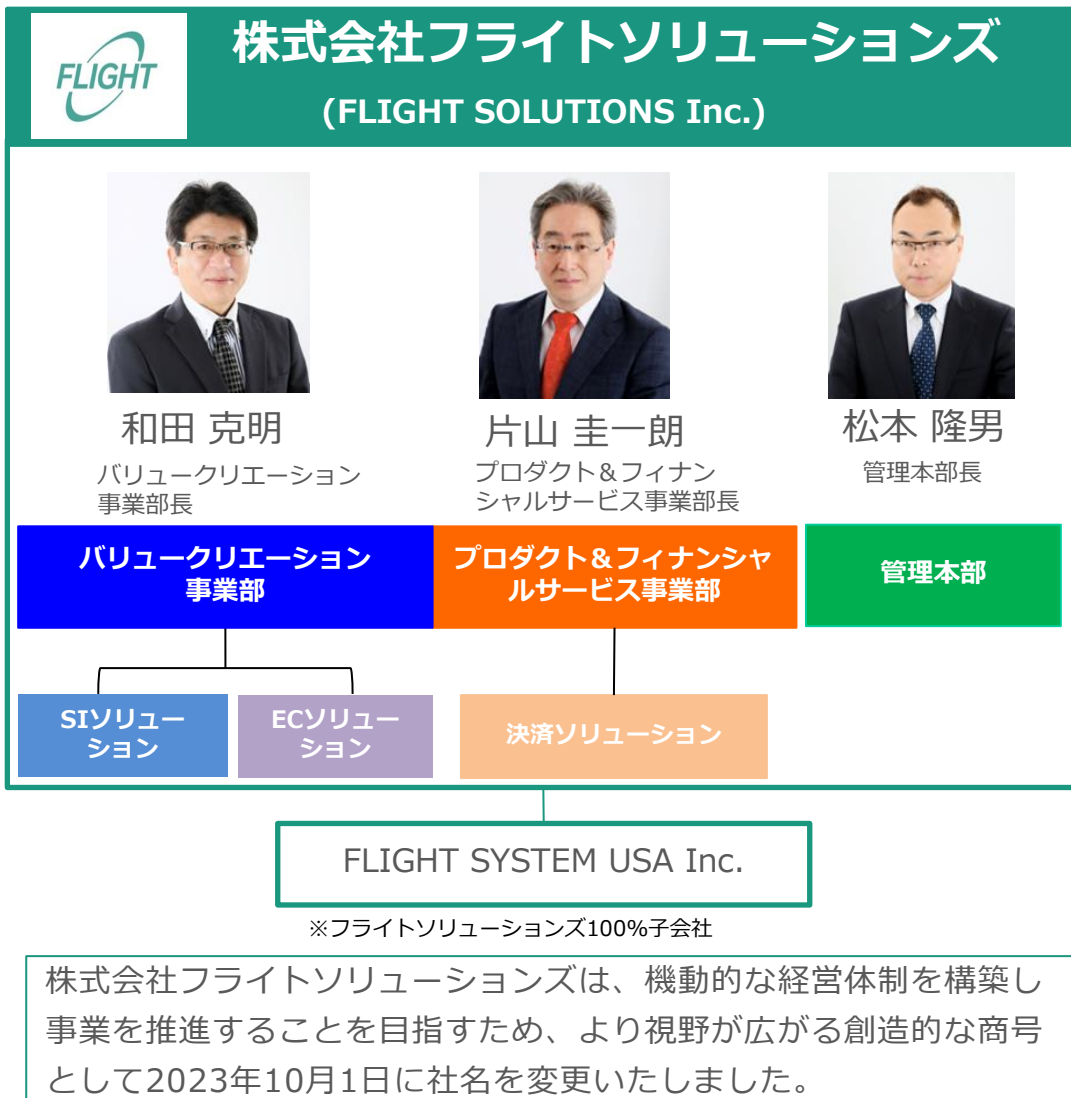 FLIGHT
株式会社フライトソリューションズ
(FLIGHT SOLUTIONS Inc.)
和田 克明
バリュークリエーション
事業部長
片山 圭一朗
プロダクト＆フィナン
シャルサービス事業部長
松本 隆男
管理本部長
バリュークリエーション
事業部
プロダクト＆フィナンシャ
ルサービス事業部
管理本部
SIソリュー
ション
ECソリュー
ション
決済ソリューション
FLIGHT SYSTEM USA Inc.
※フライトソリューションズ100%子会社
株式会社フライトソリューションズは、機動的な経営体制を構築し
事業を推進することを目指すため、より視野が広がる創造的な商号
として2023年10月1日に社名を変更いたしました。